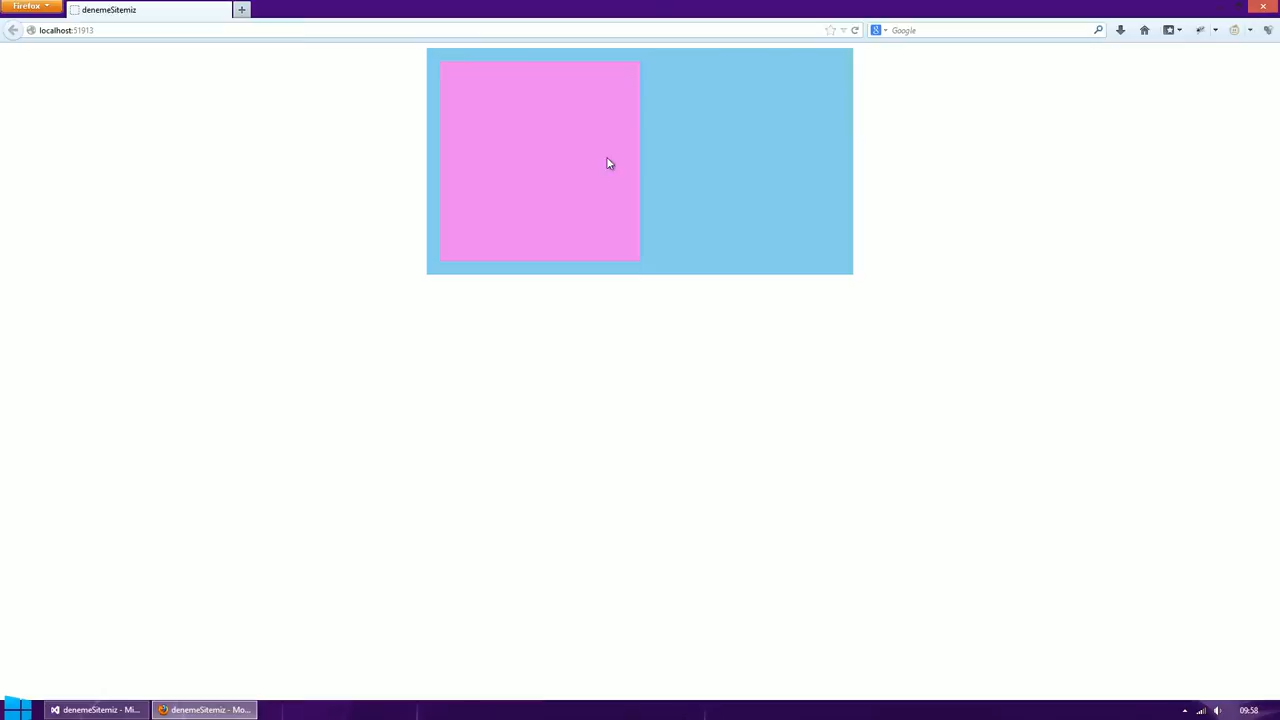 Firefox
denemeSitemiz
localhost:51913
Google
denemeSitemiz - Mi...
denemeSitemiz - Mo...
09:58